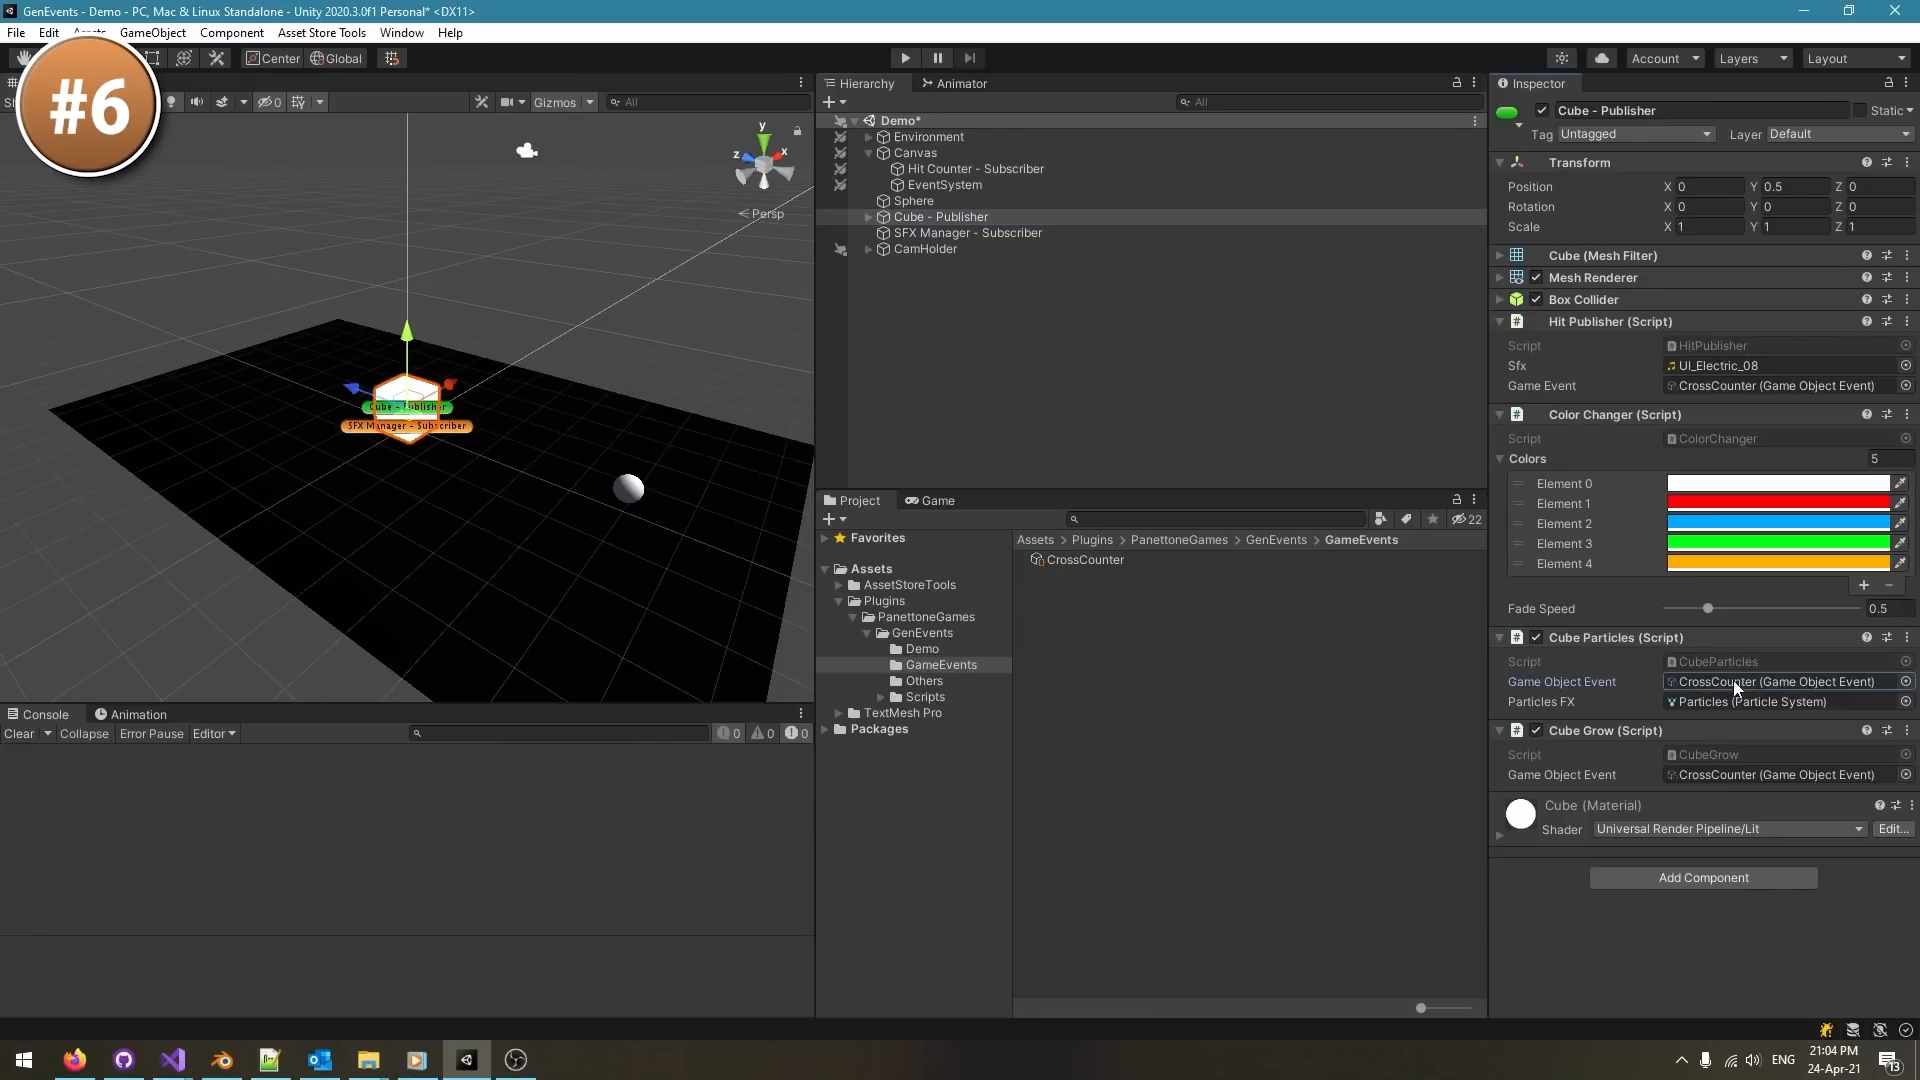 GenEvents - Demo - PC, Mac & Linux Standalone - Unity 2020.3.0f1 Personal* <DX11>
File Edit Assets GameObject Component Asset Store Tools Window Help
#6
Center Global
Account Layers Layout
Gizmos All
y
z
x
Persp
Cube - Publisher
SFX Manager - Subscriber
Console Animation
Clear Collapse Error Pause Editor 0 0 0
Hierarchy Animator
All
Demo*
Environment
Canvas
Hit Counter - Subscriber
EventSystem
Sphere
Cube - Publisher
SFX Manager - Subscriber
CamHolder
Project Game
22
Favorites
Assets
AssetStoreTools
Plugins
PanettoneGames
GenEvents
Demo
GameEvents
Others
Scripts
TextMesh Pro
Packages
Assets > Plugins > PanettoneGames > GenEvents > GameEvents
CrossCounter
Inspector
Cube - Publisher Static
Tag Untagged Layer Default
Transform
Position X 0 Y 0.5 Z 0
Rotation X 0 Y 0 Z 0
Scale X 1 Y 1 Z 1
Cube (Mesh Filter)
Mesh Renderer
Box Collider
Hit Publisher (Script)
Script HitPublisher
Sfx UI_Electric_08
Game Event CrossCounter (Game Object Event)
Color Changer (Script)
Script ColorChanger
Colors 5
Element 0
Element 1
Element 2
Element 3
Element 4
+ -
Fade Speed 0.5
Cube Particles (Script)
Script CubeParticles
Game Object Event CrossCounter (Game Object Event)
Particles FX Particles (Particle System)
Cube Grow (Script)
Script CubeGrow
Game Object Event CrossCounter (Game Object Event)
Cube (Material)
Shader Universal Render Pipeline/Lit Edit...
Add Component
ENG
21:04 PM
24-Apr-21
13